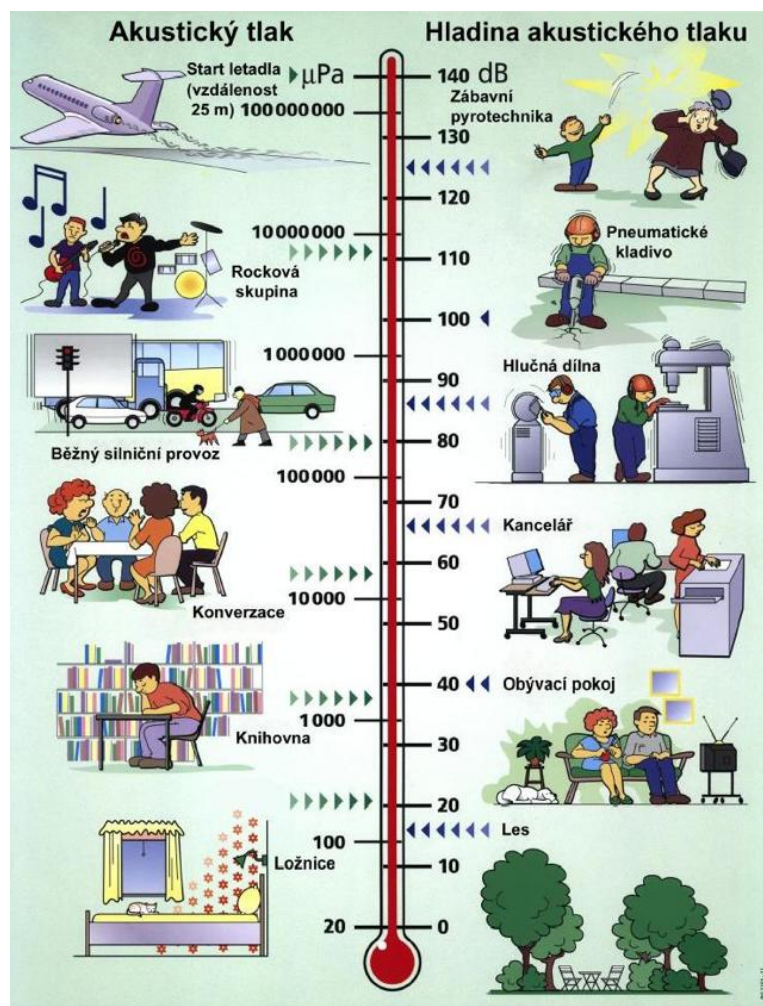 Akustický tlak
Hladina akustického tlaku
Start letadla
(vzdálenost
25 m)
µPa
140 dB
Zábavní
pyrotechnika
100 000 000
130
120
10 000 000
Pneumatické
kladivo
110
Rocková
skupina
100
1 000 000
Hlučná dílna
90
80
Běžný silniční provoz
100 000
70
Kancelář
60
10 000
Konverzace
50
40
Obývací pokoj
1 000
Knihovna
30
20
Les
100
10
Ložnice
20
0